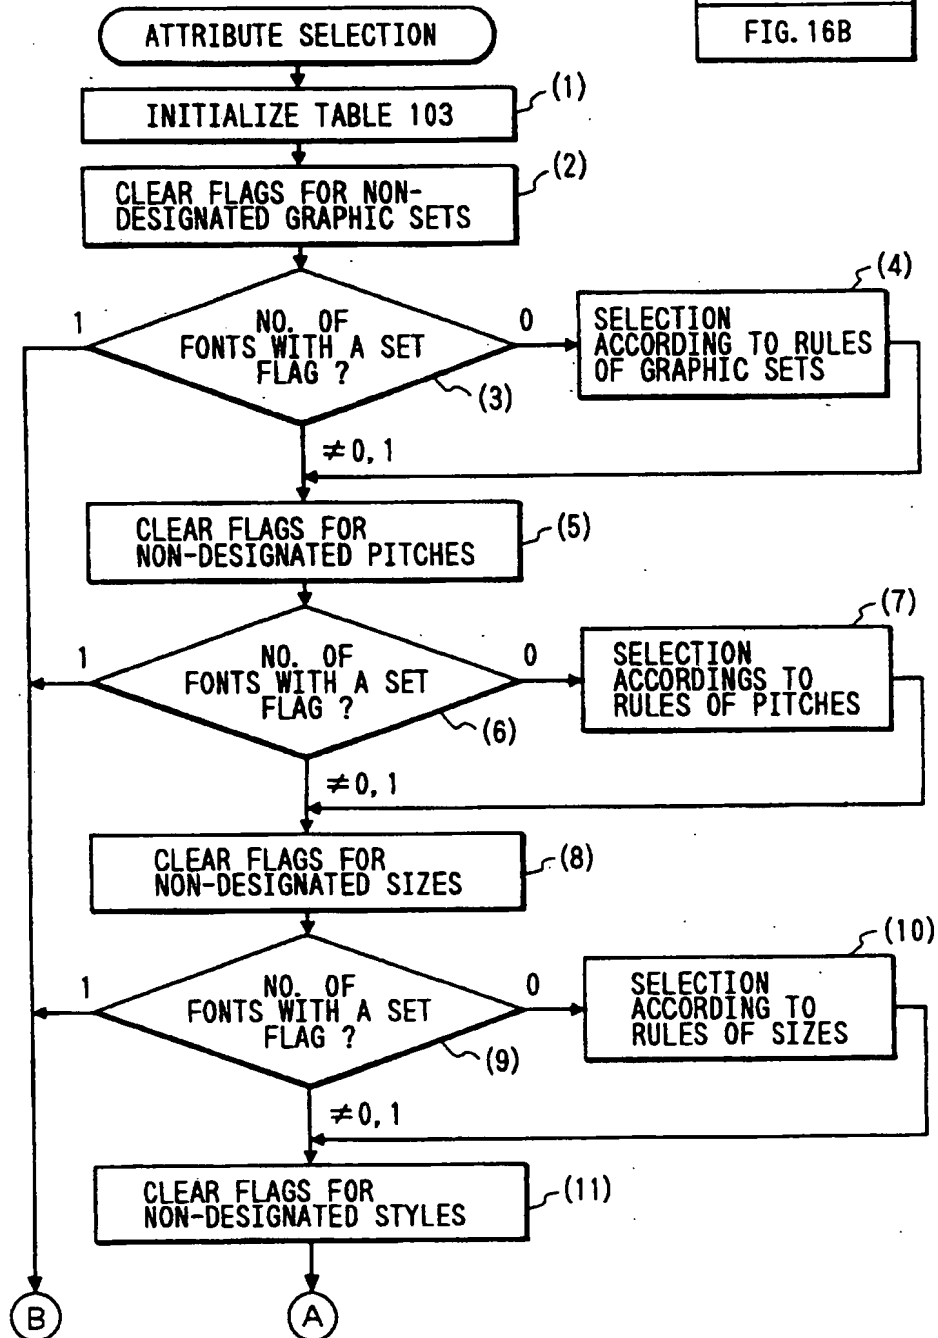 FIG.16B
ATTRIBUTE SELECTION
(1)
INITIALIZE TABLE 103
(2)
CLEAR FLAGS FOR NON-
DESIGNATED GRAPHIC SETS
(4)
1
NO. OF
FONTS WITH A SET
FLAG ?
0
SELECTION
ACCORDING TO RULES
OF GRAPHIC SETS
(3)
≠0,1
CLEAR FLAGS FOR
NON-DESIGNATED PITCHES
(5)
(7)
1
NO. OF
FONTS WITH A SET
FLAG ?
0
SELECTION
ACCORDINGS TO
RULES OF PITCHES
(6)
≠0,1
CLEAR FLAGS FOR
NON-DESIGNATED SIZES
(8)
(10)
1
NO. OF
FONTS WITH A SET
FLAG ?
0
SELECTION
ACCORDING TO
RULES OF SIZES
(9)
≠0,1
CLEAR FLAGS FOR
NON-DESIGNATED STYLES
(11)
B
A